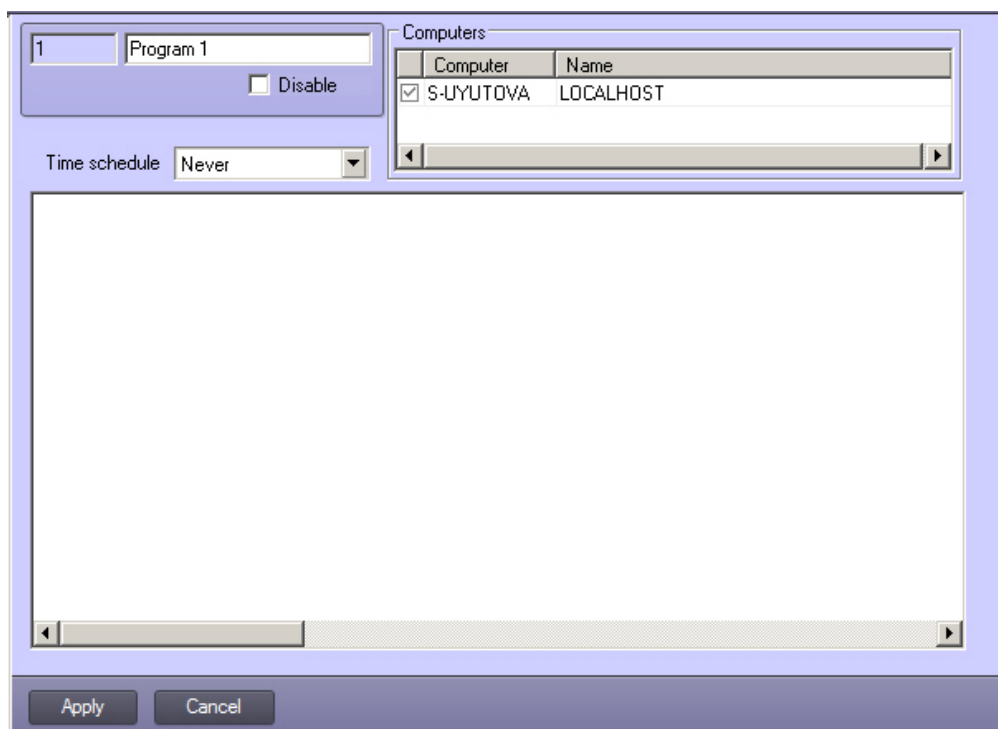 1
Program 1
Disable
Computers
Computer Name
S-UYUTOVA LOCALHOST
Time schedule Never
Apply Cancel